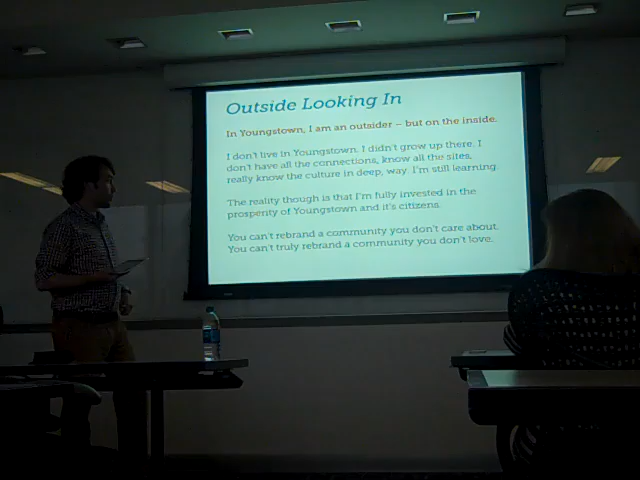 Outside Looking In
In Youngstown, I am an outsider – but on the inside.
I don't live in Youngstown. I didn't grow up there. I
don't have all the connections, know all the sites,
really know the culture in deep, way. I'm still learning.
The reality though is that I'm fully invested in the
prosperity of Youngstown and it's citizens.
You can't rebrand a community you don't care about.
You can't truly rebrand a community you don't love.